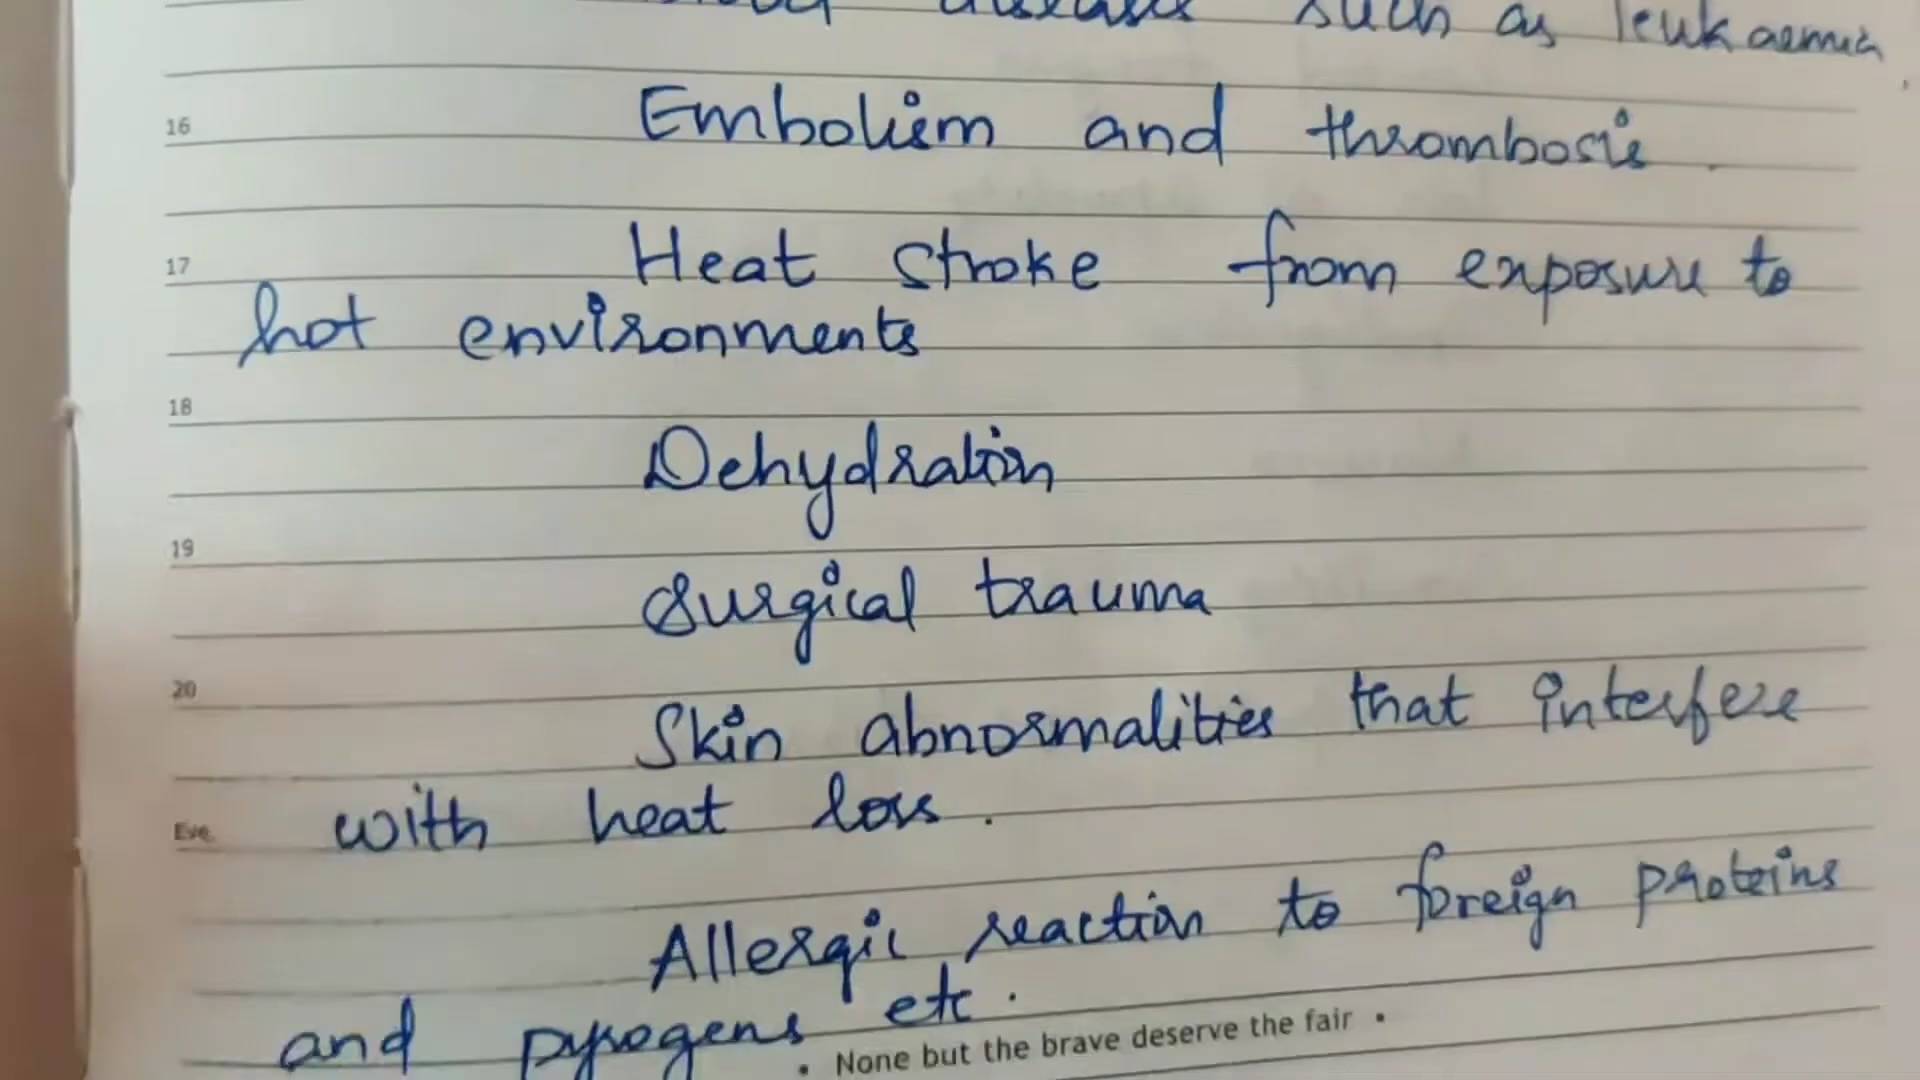 such as leukaemia
16 Embolism and thrombosis.
17 Heat stroke from exposure to
hot environments
18
Dehydration
19
Surgical trauma
20
Skin abnormalities that interfere
Eve. with heat loss.
Allergic reaction to foreign proteins
and pyrogens etc.
• None but the brave deserve the fair •